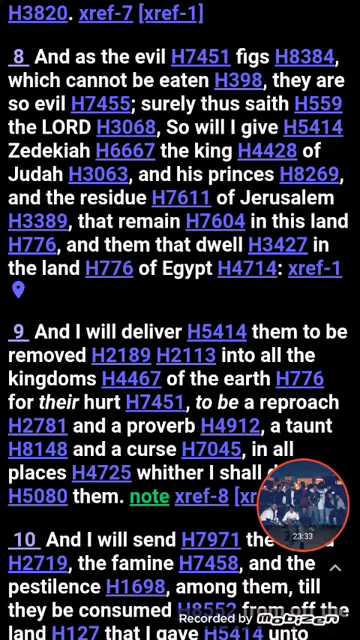 H3820. xref-7 [xref-1]
8 And as the evil H7451 figs H8384,
which cannot be eaten H398, they are
so evil H7455; surely thus saith H559
the LORD H3068, So will I give H5414
Zedekiah H6667 the king H4428 of
Judah H3063, and his princes H8269,
and the residue H7611 of Jerusalem
H3389, that remain H7604 in this land
H776, and them that dwell H3427 in
the land H776 of Egypt H4714: xref-1
9 And I will deliver H5414 them to be
removed H2189 H2113 into all the
kingdoms H4467 of the earth H776
for their hurt H7451, to be a reproach
H2781 and a proverb H4912, a taunt
H8148 and a curse H7045, in all
places H4725 whither I shall
H5080 them. note xref-8
23:33
10 And I will send H7971
H2719, the famine H7458, and the
pestilence H1698, among them, till
they be consumed H8552 from off the
Recorded by mobizen
land H127 that I gave H5414 unto